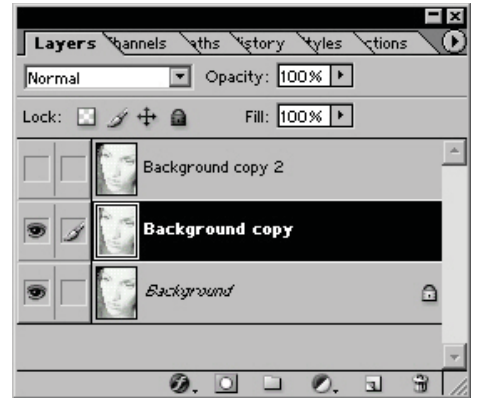 Layers hannels aths istory tyles ctions
Normal Opacity: 100%
Lock: Fill: 100%
Background copy 2
Background copy
Background